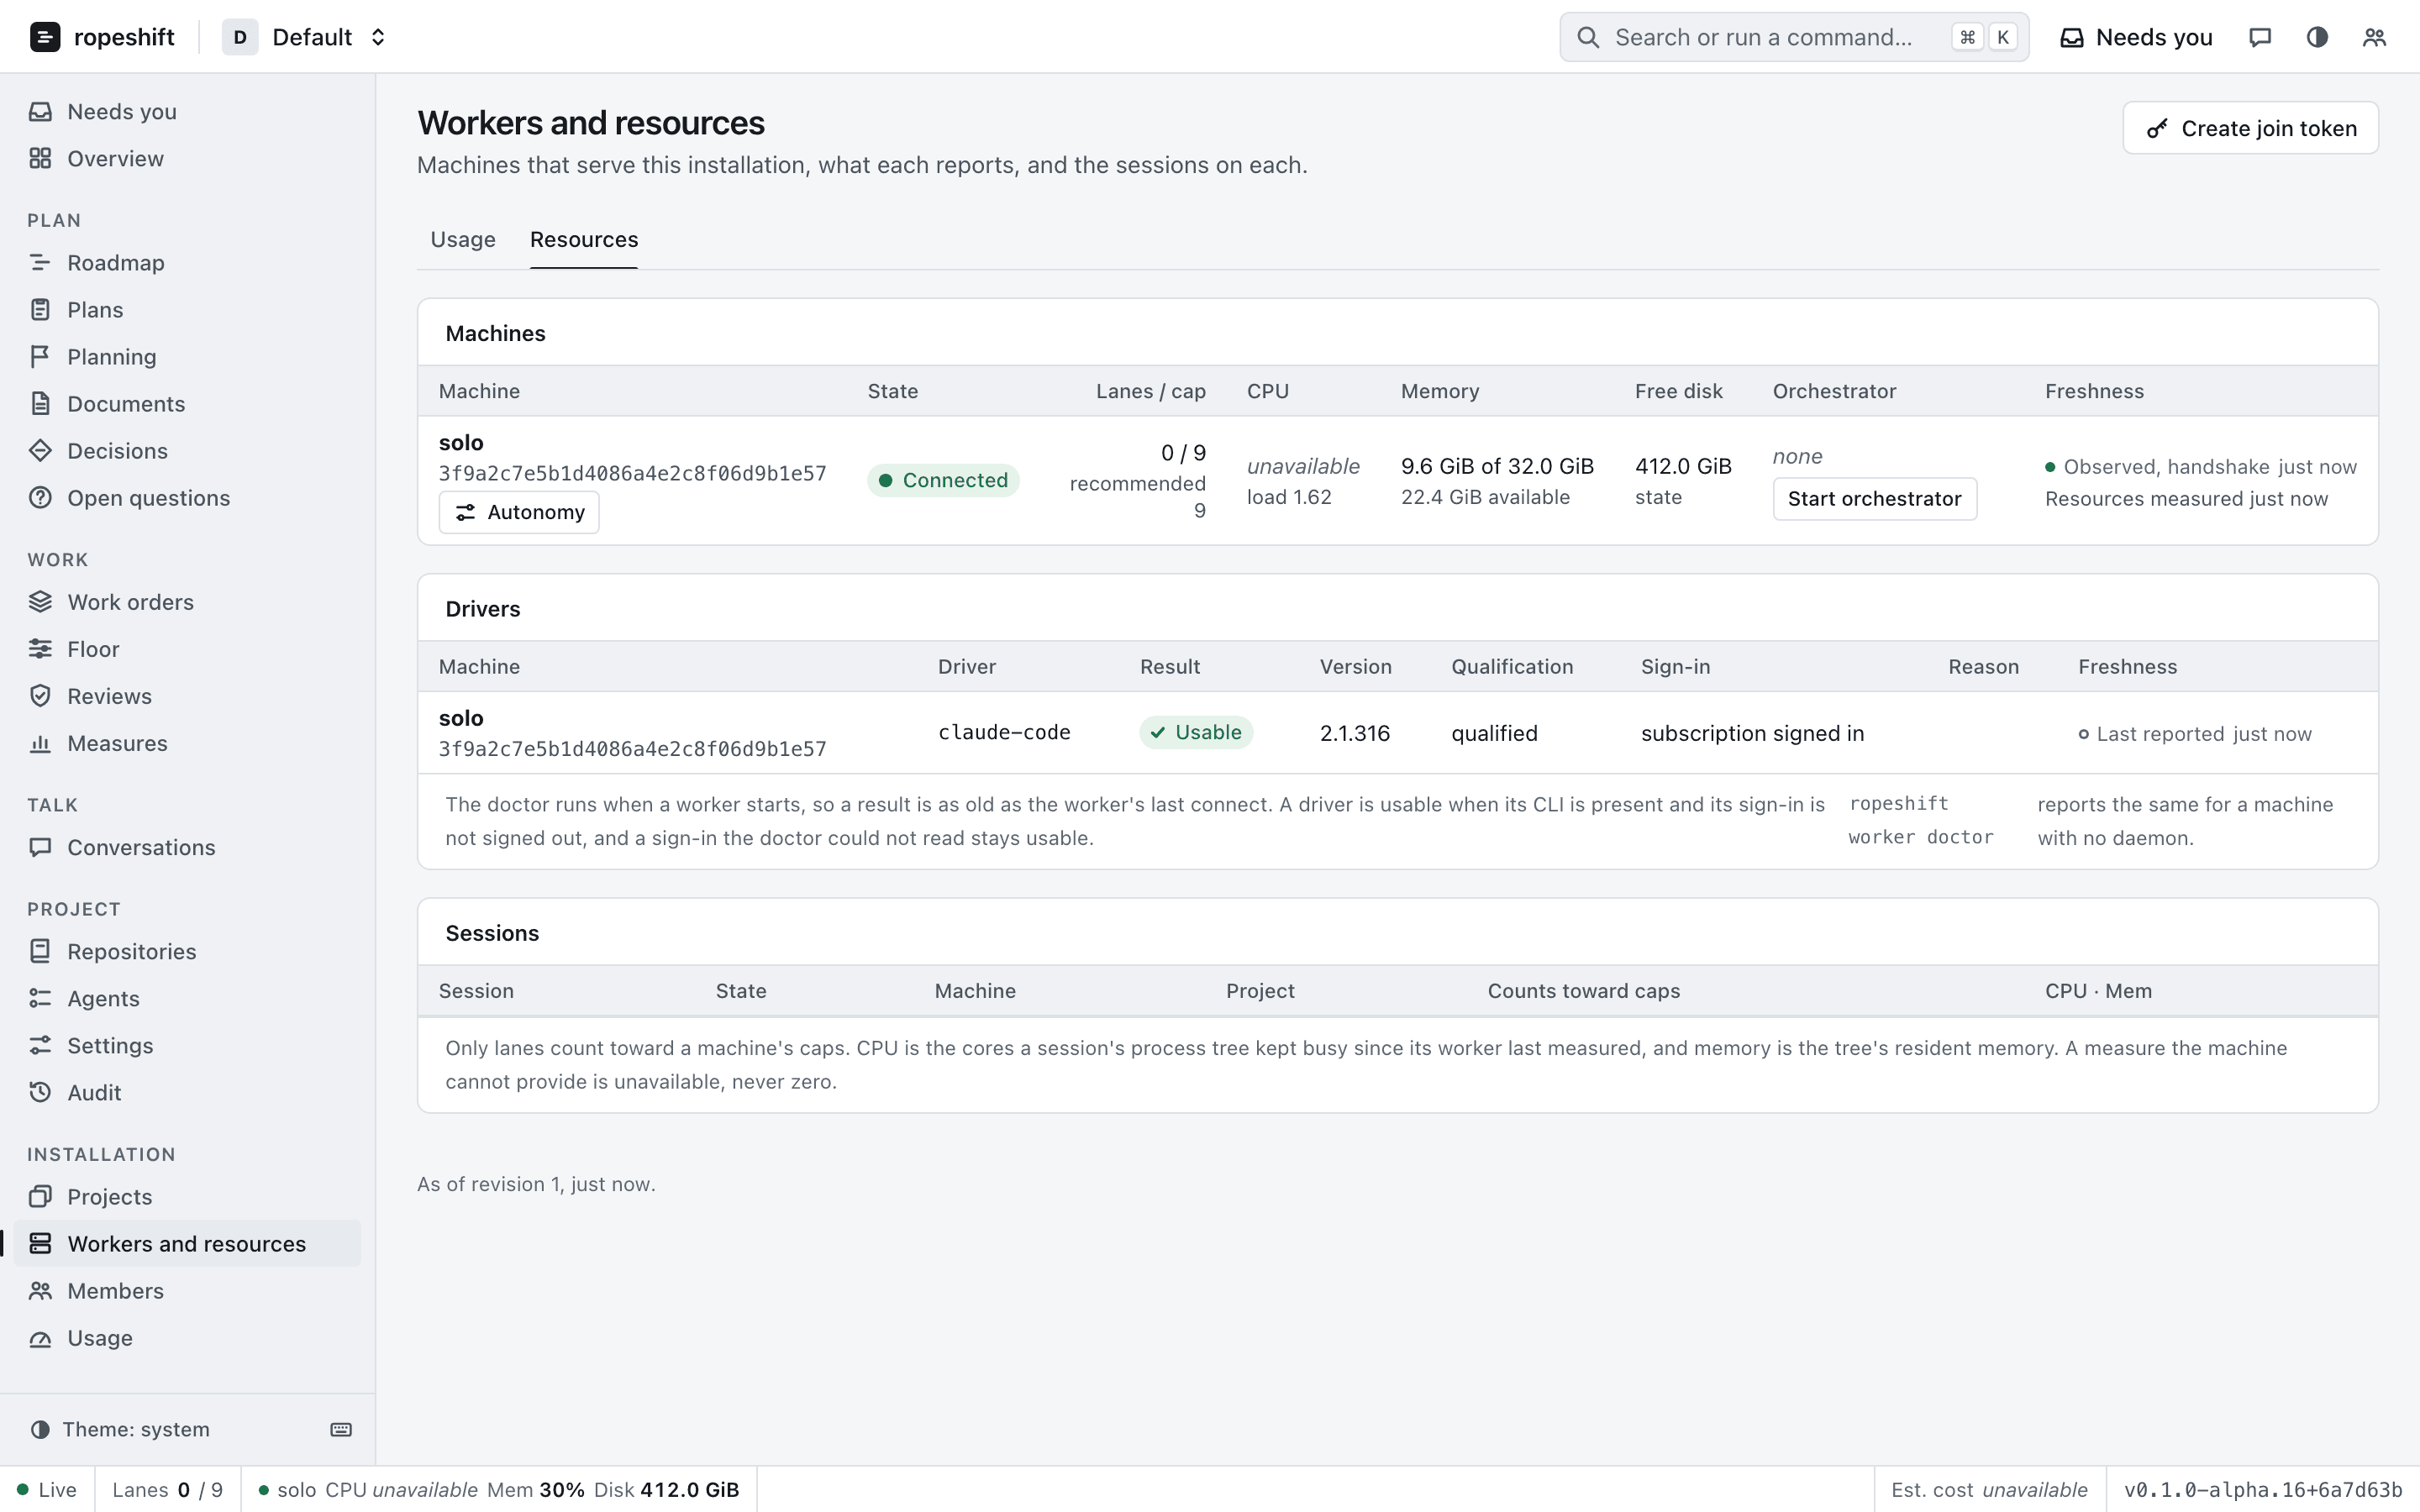 ropeshift
D Default
Search or run a command... ⌘ K
Needs you
Needs you
Overview
PLAN
Roadmap
Plans
Planning
Documents
Decisions
Open questions
WORK
Work orders
Floor
Reviews
Measures
TALK
Conversations
PROJECT
Repositories
Agents
Settings
Audit
INSTALLATION
Projects
Workers and resources
Members
Usage
Theme: system
Workers and resources
Machines that serve this installation, what each reports, and the sessions on each.
Create join token
Usage Resources
Machines
Machine State Lanes / cap CPU Memory Free disk Orchestrator Freshness
solo
3f9a2c7e5b1d4086a4e2c8f06d9b1e57
Autonomy
Connected
0 / 9
recommended
9
unavailable
load 1.62
9.6 GiB of 32.0 GiB
22.4 GiB available
412.0 GiB
state
none
Start orchestrator
Observed, handshake just now
Resources measured just now
Drivers
Machine Driver Result Version Qualification Sign-in Reason Freshness
solo
3f9a2c7e5b1d4086a4e2c8f06d9b1e57
claude-code
Usable
2.1.316
qualified
subscription signed in
Last reported just now
The doctor runs when a worker starts, so a result is as old as the worker's last connect. A driver is usable when its CLI is present and its sign-in is
not signed out, and a sign-in the doctor could not read stays usable.
ropeshift
worker doctor
reports the same for a machine
with no daemon.
Sessions
Session State Machine Project Counts toward caps CPU · Mem
Only lanes count toward a machine's caps. CPU is the cores a session's process tree kept busy since its worker last measured, and memory is the tree's resident memory. A measure the machine
cannot provide is unavailable, never zero.
As of revision 1, just now.
Live
Lanes 0 / 9
solo CPU unavailable Mem 30% Disk 412.0 GiB
Est. cost unavailable
v0.1.0-alpha.16+6a7d63b